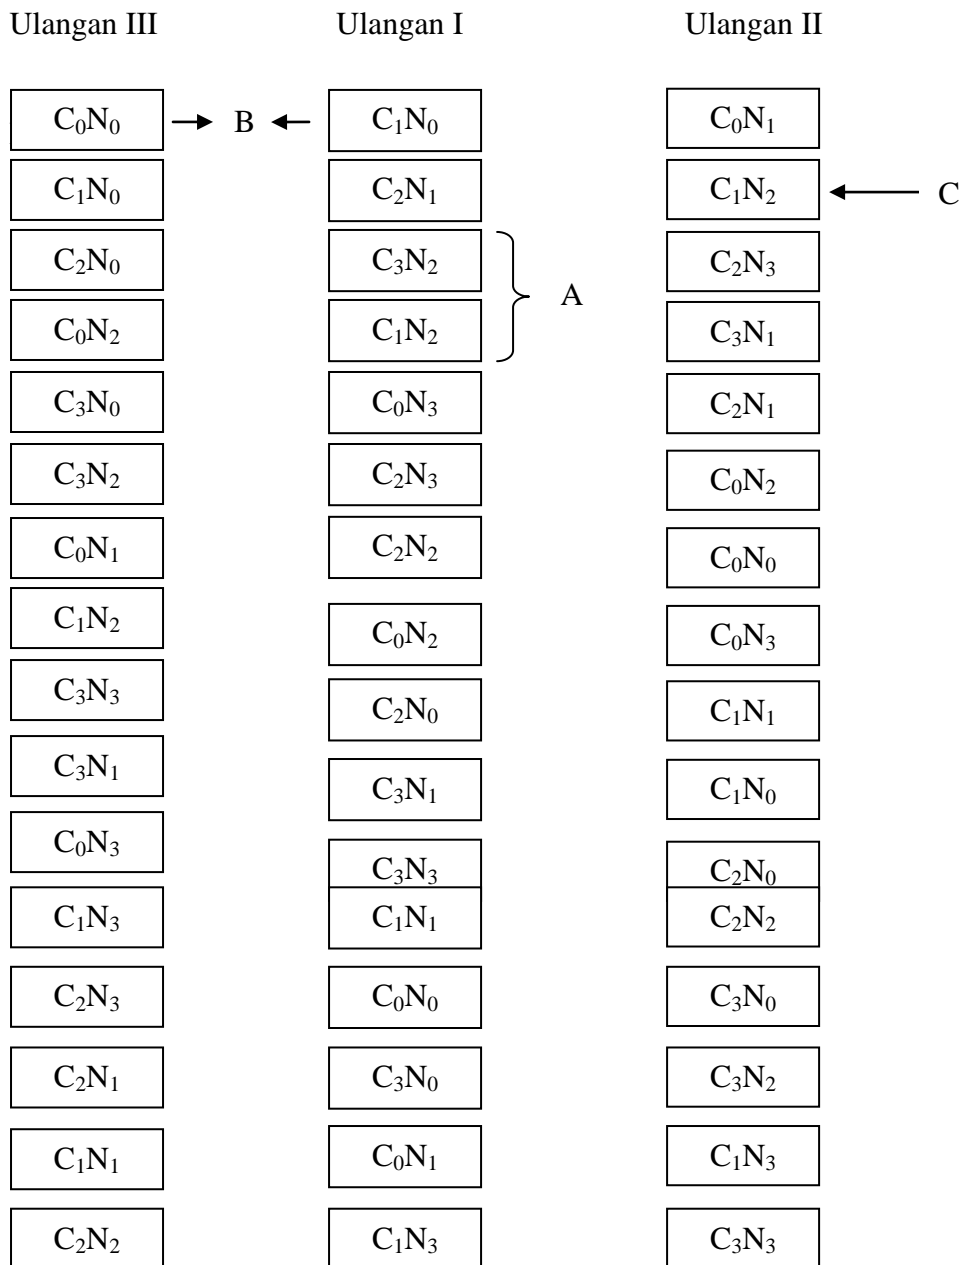 Ulangan III Ulangan I Ulangan II
C₀N₀ B C₁N₀ C₀N₁
C₁N₀ C₂N₁ C₁N₂ C
C₂N₀ C₃N₂ C₂N₃
A
C₀N₂ C₁N₂ C₃N₁
C₃N₀ C₀N₃ C₂N₁
C₃N₂ C₂N₃ C₀N₂
C₀N₁ C₂N₂ C₀N₀
C₁N₂ C₀N₂ C₀N₃
C₃N₃ C₂N₀ C₁N₁
C₃N₁ C₃N₁ C₁N₀
C₀N₃ C₃N₃ C₂N₀
C₁N₃ C₁N₁ C₂N₂
C₂N₃ C₀N₀ C₃N₀
C₂N₁ C₃N₀ C₃N₂
C₁N₁ C₀N₁ C₁N₃
C₂N₂ C₁N₃ C₃N₃